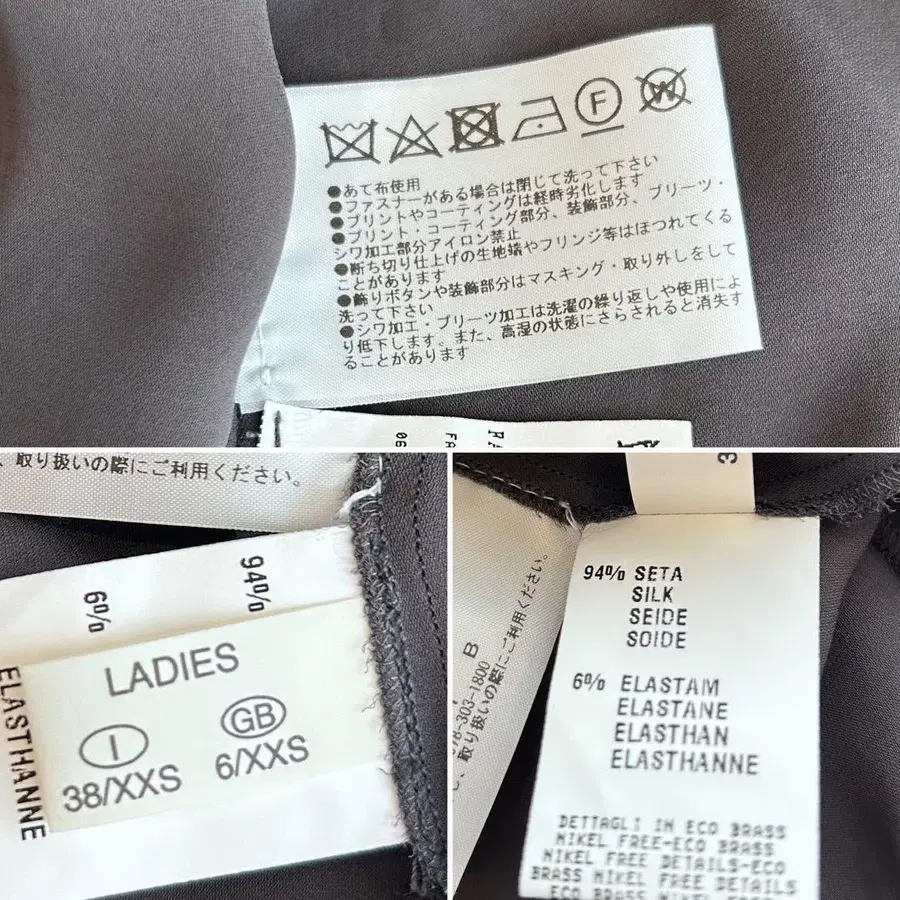 F
W
●あて布使用
●ファスナーがある場合は閉じて洗って下さい
●プリントやコーティングは経時劣化します
●プリント・コーティング部分、装飾部分、プリーツ・
シワ加工部分アイロン禁止
●断ち切り仕上げの生地端やフリンジ等はほつれてくる
ことがあります
●飾りボタンや装飾部分はマスキング・取り外しをして
洗って下さい
●シワ加工・プリーツ加工は洗濯の繰り返しや使用によ
り低下します。また、高湿の状態にさらされると消失す
ることがあります
06
FA
、取り扱いの際にご利用ください。
94%
6%
ELASTHANNE
LADIES
I
GB
38/XXS
6/XXS
3
B
078-303-1800
、取り扱いの際にご利用ください。
94% SETA
SILK
SEIDE
SOIDE
6% ELASTAM
ELASTANE
ELASTHAN
ELASTHANNE
DETTAGLI IN ECO BRASS
NIKEL FREE-ECO BRASS
NIKEL FREE DETAILS-ECO
BRASS NIKEL FREE DETAILS
ECO BRASS NIKEL FREE